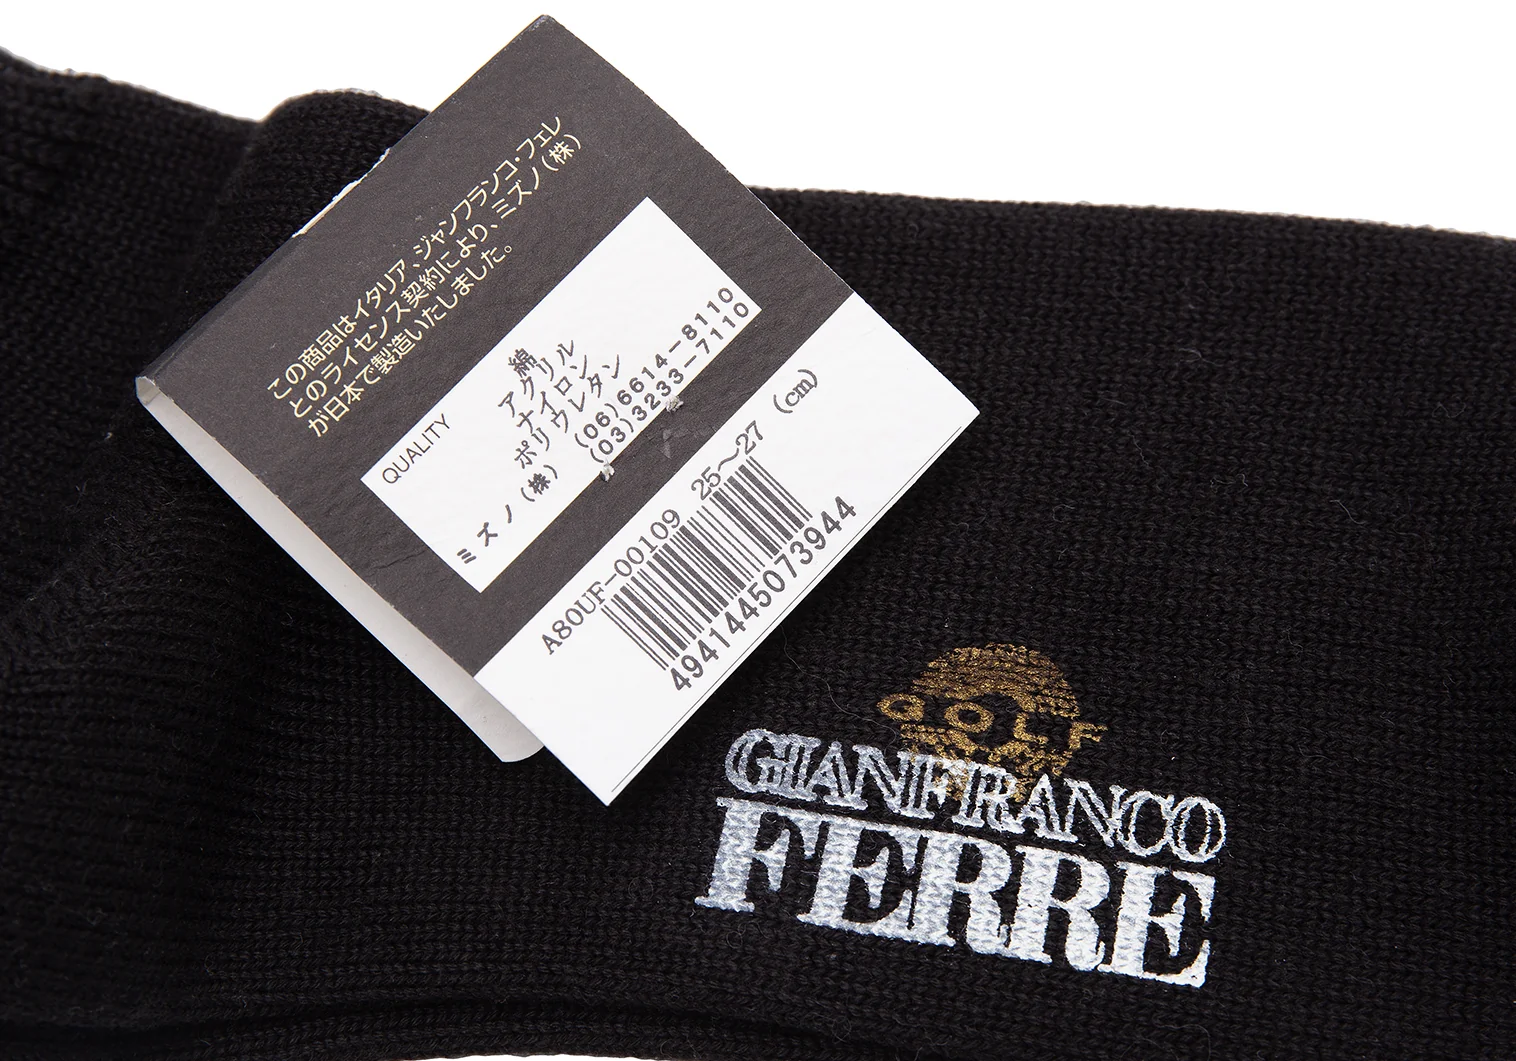 この商品はイタリア、ジャンフランコ・フェレ
とのライセンス契約により、ミズノ(株)
が日本で製造いたしました。
QUALITY
綿
アクリル
ナイロン
ポリウレタン
ミズノ(株) (06)6614-8110
(03)3233-7110
A80UF-00109 25～27 (cm)
4941445073944
GOLF
GIANFRANCO
FERRE